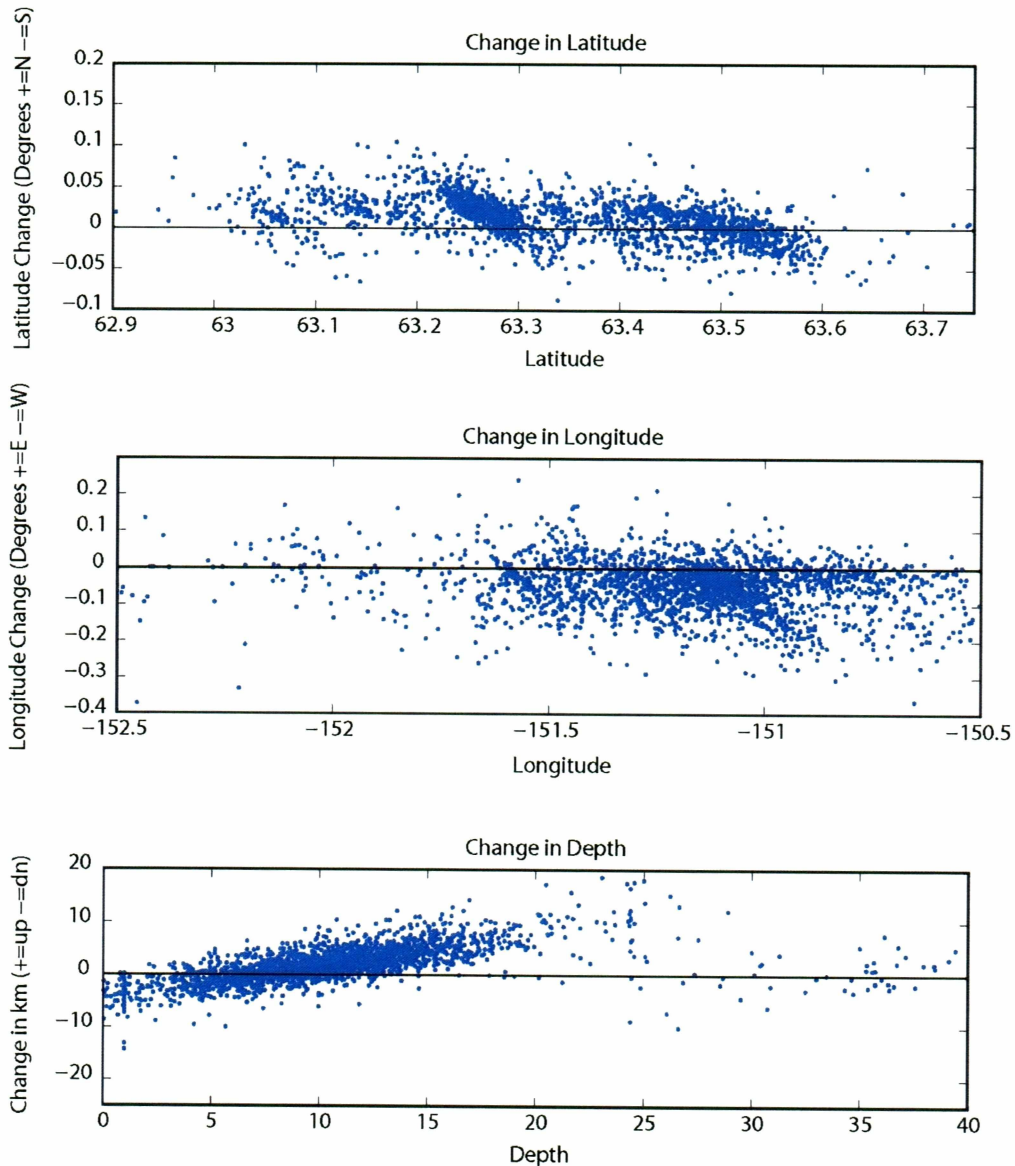 Change in Latitude
Latitude Change (Degrees +=N −=S)
0.2
0.15
0.1
0.05
0
−0.05
−0.1
62.9 63 63.1 63.2 63.3 63.4 63.5 63.6 63.7
Latitude
Change in Longitude
Longitude Change (Degrees +=E −=W)
0.2
0.1
0
−0.1
−0.2
−0.3
−0.4
−152.5 −152 −151.5 −151 −150.5
Longitude
Change in Depth
Change in km (+=up −=dn)
20
10
0
−10
−20
0 5 10 15 20 25 30 35 40
Depth